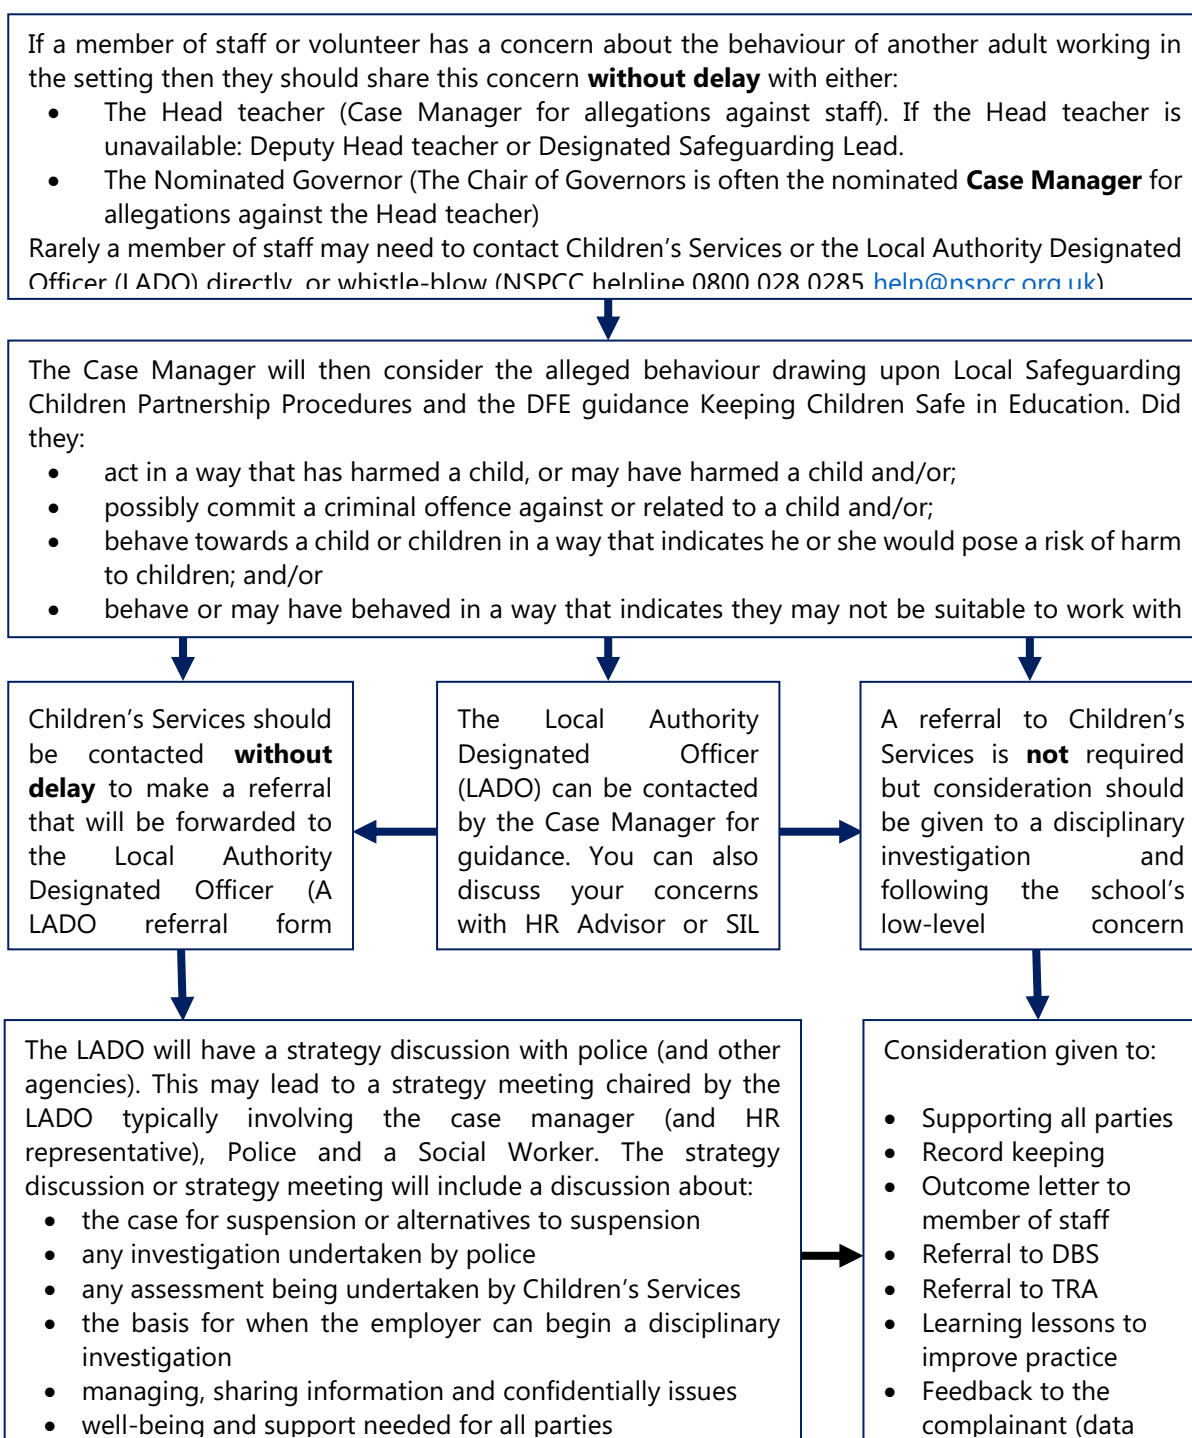 If a member of staff or volunteer has a concern about the behaviour of another adult working in
the setting then they should share this concern without delay with either:
• The Head teacher (Case Manager for allegations against staff). If the Head teacher is
unavailable: Deputy Head teacher or Designated Safeguarding Lead.
• The Nominated Governor (The Chair of Governors is often the nominated Case Manager for
allegations against the Head teacher)
Rarely a member of staff may need to contact Children’s Services or the Local Authority Designated
Officer (LADO) directly, or whistle-blow (NSPCC helpline 0800 028 0285 help@nspcc.org.uk)
The Case Manager will then consider the alleged behaviour drawing upon Local Safeguarding
Children Partnership Procedures and the DFE guidance Keeping Children Safe in Education. Did
they:
• act in a way that has harmed a child, or may have harmed a child and/or;
• possibly commit a criminal offence against or related to a child and/or;
• behave towards a child or children in a way that indicates he or she would pose a risk of harm
to children; and/or
• behave or may have behaved in a way that indicates they may not be suitable to work with
Children’s Services should
be contacted without
delay to make a referral
that will be forwarded to
the Local Authority
Designated Officer (A
LADO referral form
The Local Authority
Designated Officer
(LADO) can be contacted
by the Case Manager for
guidance. You can also
discuss your concerns
with HR Advisor or SIL
A referral to Children’s
Services is not required
but consideration should
be given to a disciplinary
investigation and
following the school’s
low-level concern
The LADO will have a strategy discussion with police (and other
agencies). This may lead to a strategy meeting chaired by the
LADO typically involving the case manager (and HR
representative), Police and a Social Worker. The strategy
discussion or strategy meeting will include a discussion about:
• the case for suspension or alternatives to suspension
• any investigation undertaken by police
• any assessment being undertaken by Children’s Services
• the basis for when the employer can begin a disciplinary
investigation
• managing, sharing information and confidentially issues
• well-being and support needed for all parties
Consideration given to:
• Supporting all parties
• Record keeping
• Outcome letter to
member of staff
• Referral to DBS
• Referral to TRA
• Learning lessons to
improve practice
• Feedback to the
complainant (data